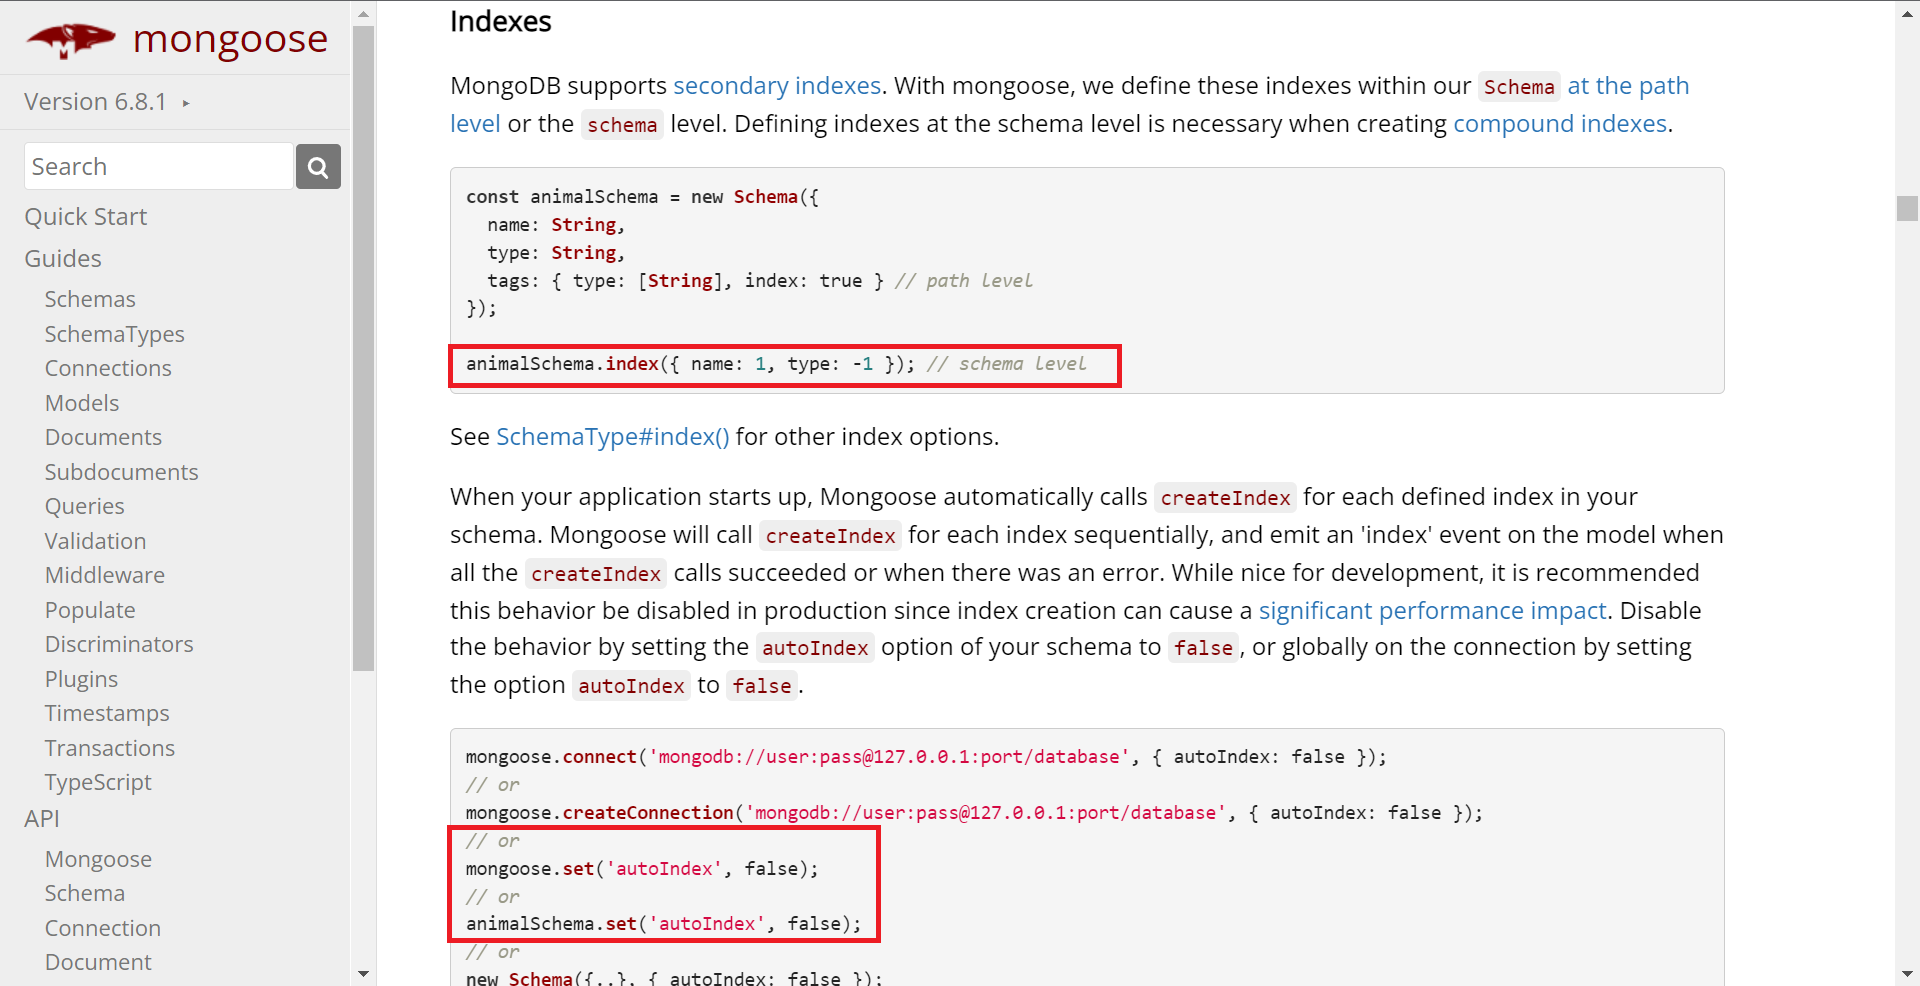 mongoose
Version 6.8.1 ▸
Search
Quick Start
Guides
Schemas
SchemaTypes
Connections
Models
Documents
Subdocuments
Queries
Validation
Middleware
Populate
Discriminators
Plugins
Timestamps
Transactions
TypeScript
API
Mongoose
Schema
Connection
Document
Indexes
MongoDB supports secondary indexes. With mongoose, we define these indexes within our Schema at the path
level or the schema level. Defining indexes at the schema level is necessary when creating compound indexes.
const animalSchema = new Schema({
  name: String,
  type: String,
  tags: { type: [String], index: true } // path level
});
animalSchema.index({ name: 1, type: -1 }); // schema level
See SchemaType#index() for other index options.
When your application starts up, Mongoose automatically calls createIndex for each defined index in your
schema. Mongoose will call createIndex for each index sequentially, and emit an 'index' event on the model when
all the createIndex calls succeeded or when there was an error. While nice for development, it is recommended
this behavior be disabled in production since index creation can cause a significant performance impact. Disable
the behavior by setting the autoIndex option of your schema to false, or globally on the connection by setting
the option autoIndex to false.
mongoose.connect('mongodb://user:pass@127.0.0.1:port/database', { autoIndex: false });
// or
mongoose.createConnection('mongodb://user:pass@127.0.0.1:port/database', { autoIndex: false });
// or
mongoose.set('autoIndex', false);
// or
animalSchema.set('autoIndex', false);
// or
new Schema({..}, { autoIndex: false });